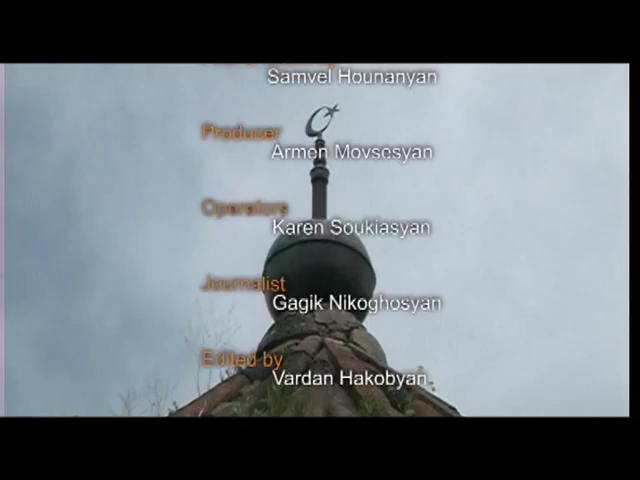 Samvel Hounanyan
Producer
Armen Movsesyan
Operators
Karen Soukiasyan
Journalist
Gagik Nikoghosyan
Edited by
Vardan Hakobyan